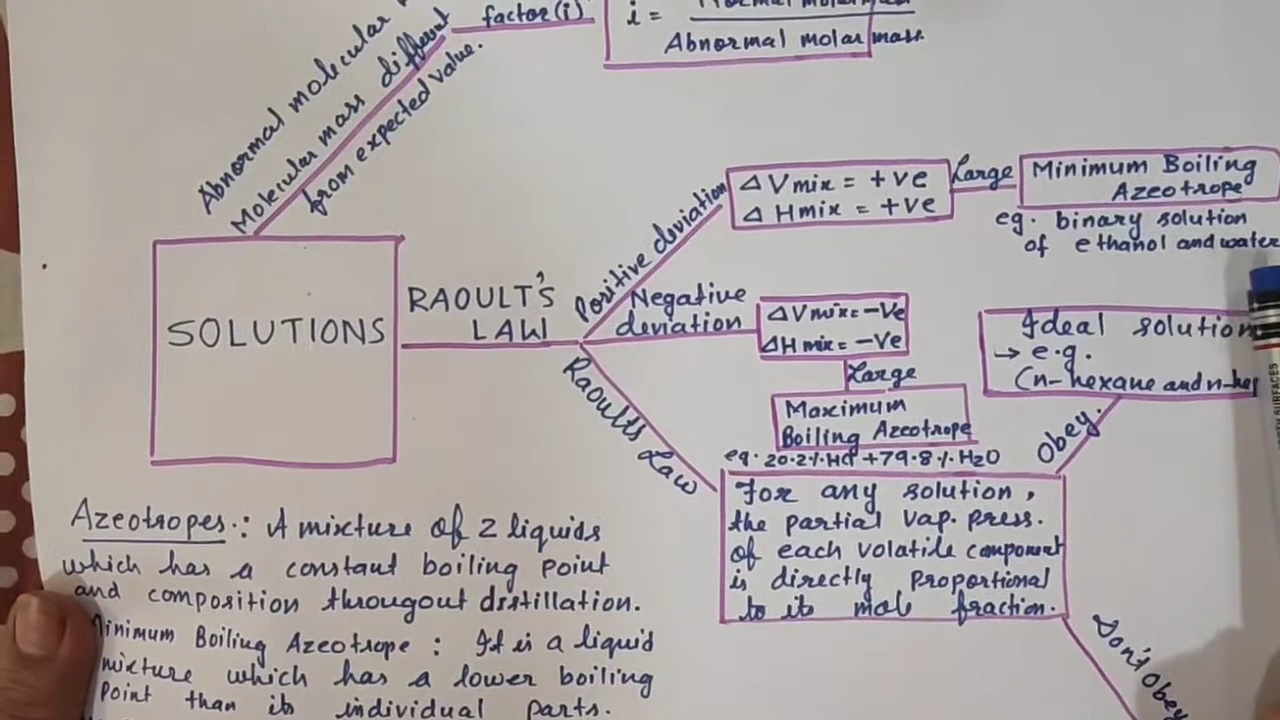 Abnormal molecular
Molecular mass different
from expected value.
factor(i)
i =
Abnormal molar mass.
Positive deviation
Δ Vmix = +ve
Δ Hmix = +ve
Large
Minimum Boiling
Azeotrope
eg. binary solution
of ethanol and water
SOLUTIONS
RAOULT'S
LAW
Negative
deviation
ΔVmix = -Ve
ΔHmix = -Ve
Large
Maximum
Boiling Azeotrope
eg. 20.2%.HCl +79.8%.H2O
Ideal solution
→ e.g.
(n-hexane and n-hep
Obey.
Raoults Law
For any solution,
the partial vap. press.
of each volatile component
is directly proportional
to its mole fraction.
Don't Obey
Azeotropes.: A mixture of 2 liquids
which has a constant boiling point
and composition througout distillation.
Minimum Boiling Azeotrope : It is a liquid
mixture which has a lower boiling
point than its individual parts.